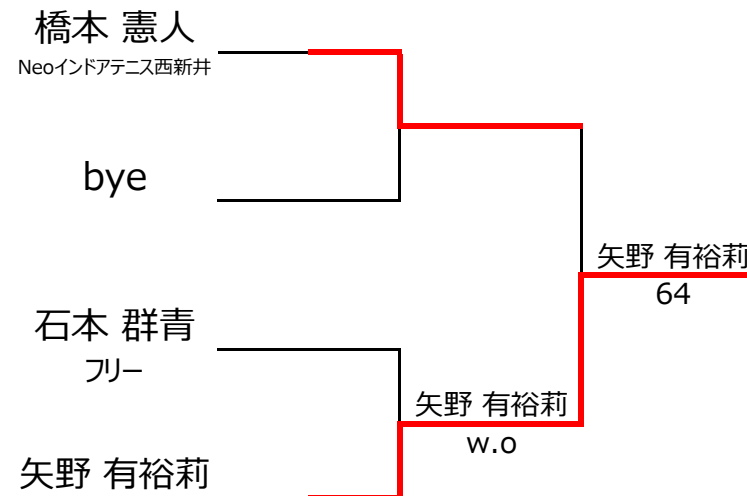 橋本 憲人
Neoインドアテニス西新井
bye
矢野 有裕莉
64
石本 群青
フリー
矢野 有裕莉
w.o
矢野 有裕莉